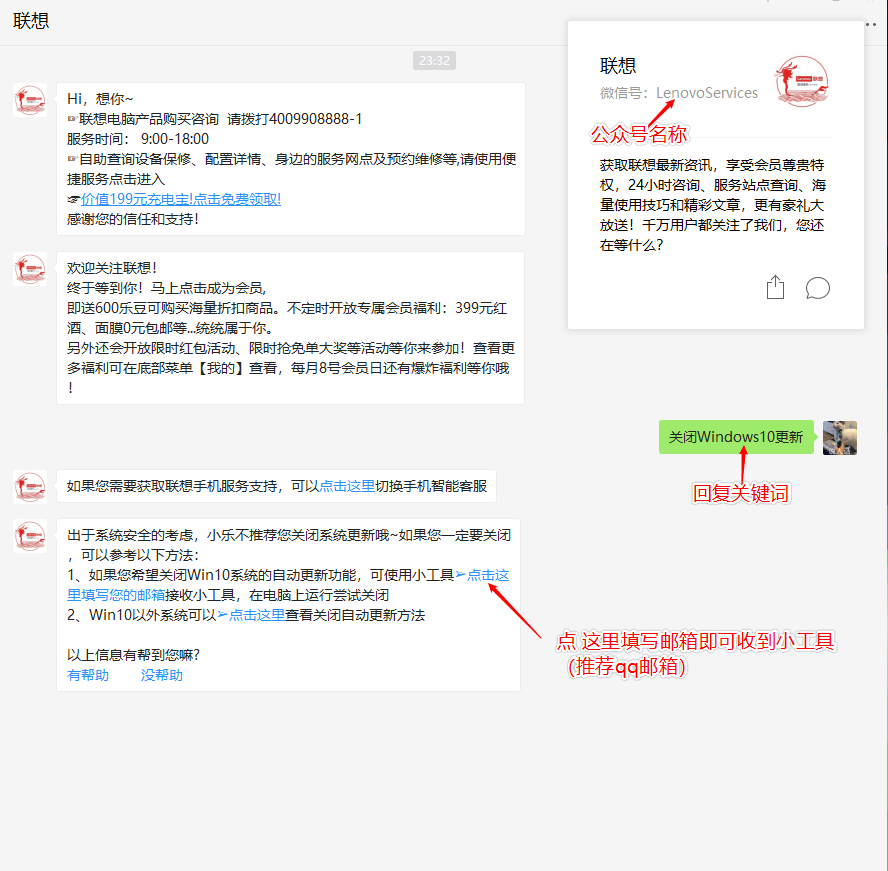 联想
23:32
Hi，想你~
☞联想电脑产品购买咨询  请拨打4009908888-1
服务时间： 9:00-18:00
☞自助查询设备保修、配置详情、身边的服务网点及预约维修等,请使用便
捷服务点击进入
☞价值199元充电宝!点击免费领取!
感谢您的信任和支持！
联想
微信号：LenovoServices
公众号名称
获取联想最新资讯，享受会员尊贵特
权，24小时咨询、服务站点查询、海
量使用技巧和精彩文章，更有豪礼大
放送！千万用户都关注了我们，您还
在等什么？
欢迎关注联想！
终于等到你！马上点击成为会员,
即送600乐豆可购买海量折扣商品。不定时开放专属会员福利：399元红
酒、面膜0元包邮等...统统属于你。
另外还会开放限时红包活动、限时抢免单大奖等活动等你来参加！查看更
多福利可在底部菜单【我的】查看，每月8号会员日还有爆炸福利等你哦
！
关闭Windows10更新
回复关键词
如果您需要获取联想手机服务支持，可以点击这里切换手机智能客服
出于系统安全的考虑，小乐不推荐您关闭系统更新哦~如果您一定要关闭
，可以参考以下方法：
1、如果您希望关闭Win10系统的自动更新功能，可使用小工具➢点击这
里填写您的邮箱接收小工具，在电脑上运行尝试关闭
2、Win10以外系统可以➢点击这里查看关闭自动更新方法
以上信息有帮到您嘛?
有帮助 没帮助
点 这里填写邮箱即可收到小工具
(推荐qq邮箱)